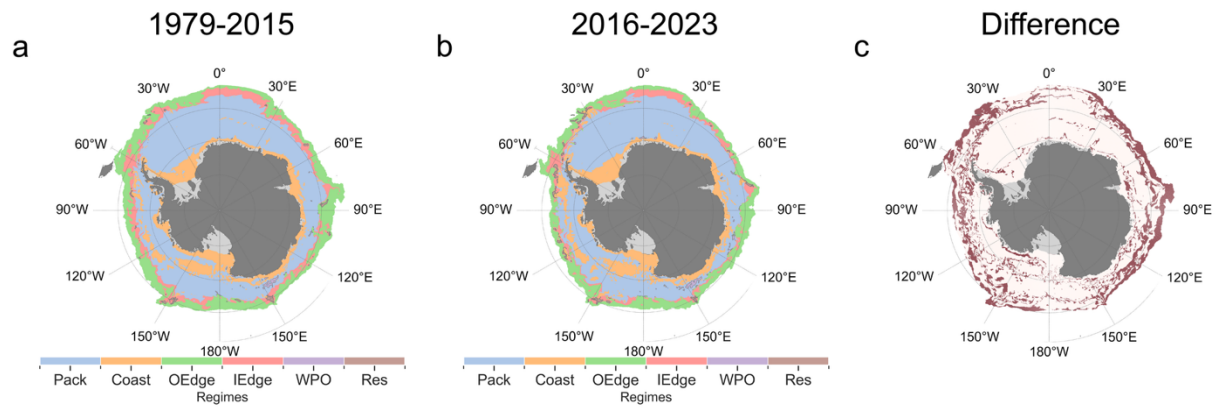 1979-2015
2016-2023
Difference
a
b
c
0°
30°W
30°E
60°W
60°E
90°W
90°E
120°W
120°E
150°W
150°E
180°W
Pack Coast OEdge IEdge WPO Res
Regimes
0°
30°W
30°E
60°W
60°E
90°W
90°E
120°W
120°E
150°W
150°E
180°W
Pack Coast OEdge IEdge WPO Res
Regimes
0°
30°W
30°E
60°W
60°E
90°W
90°E
120°W
120°E
150°W
150°E
180°W